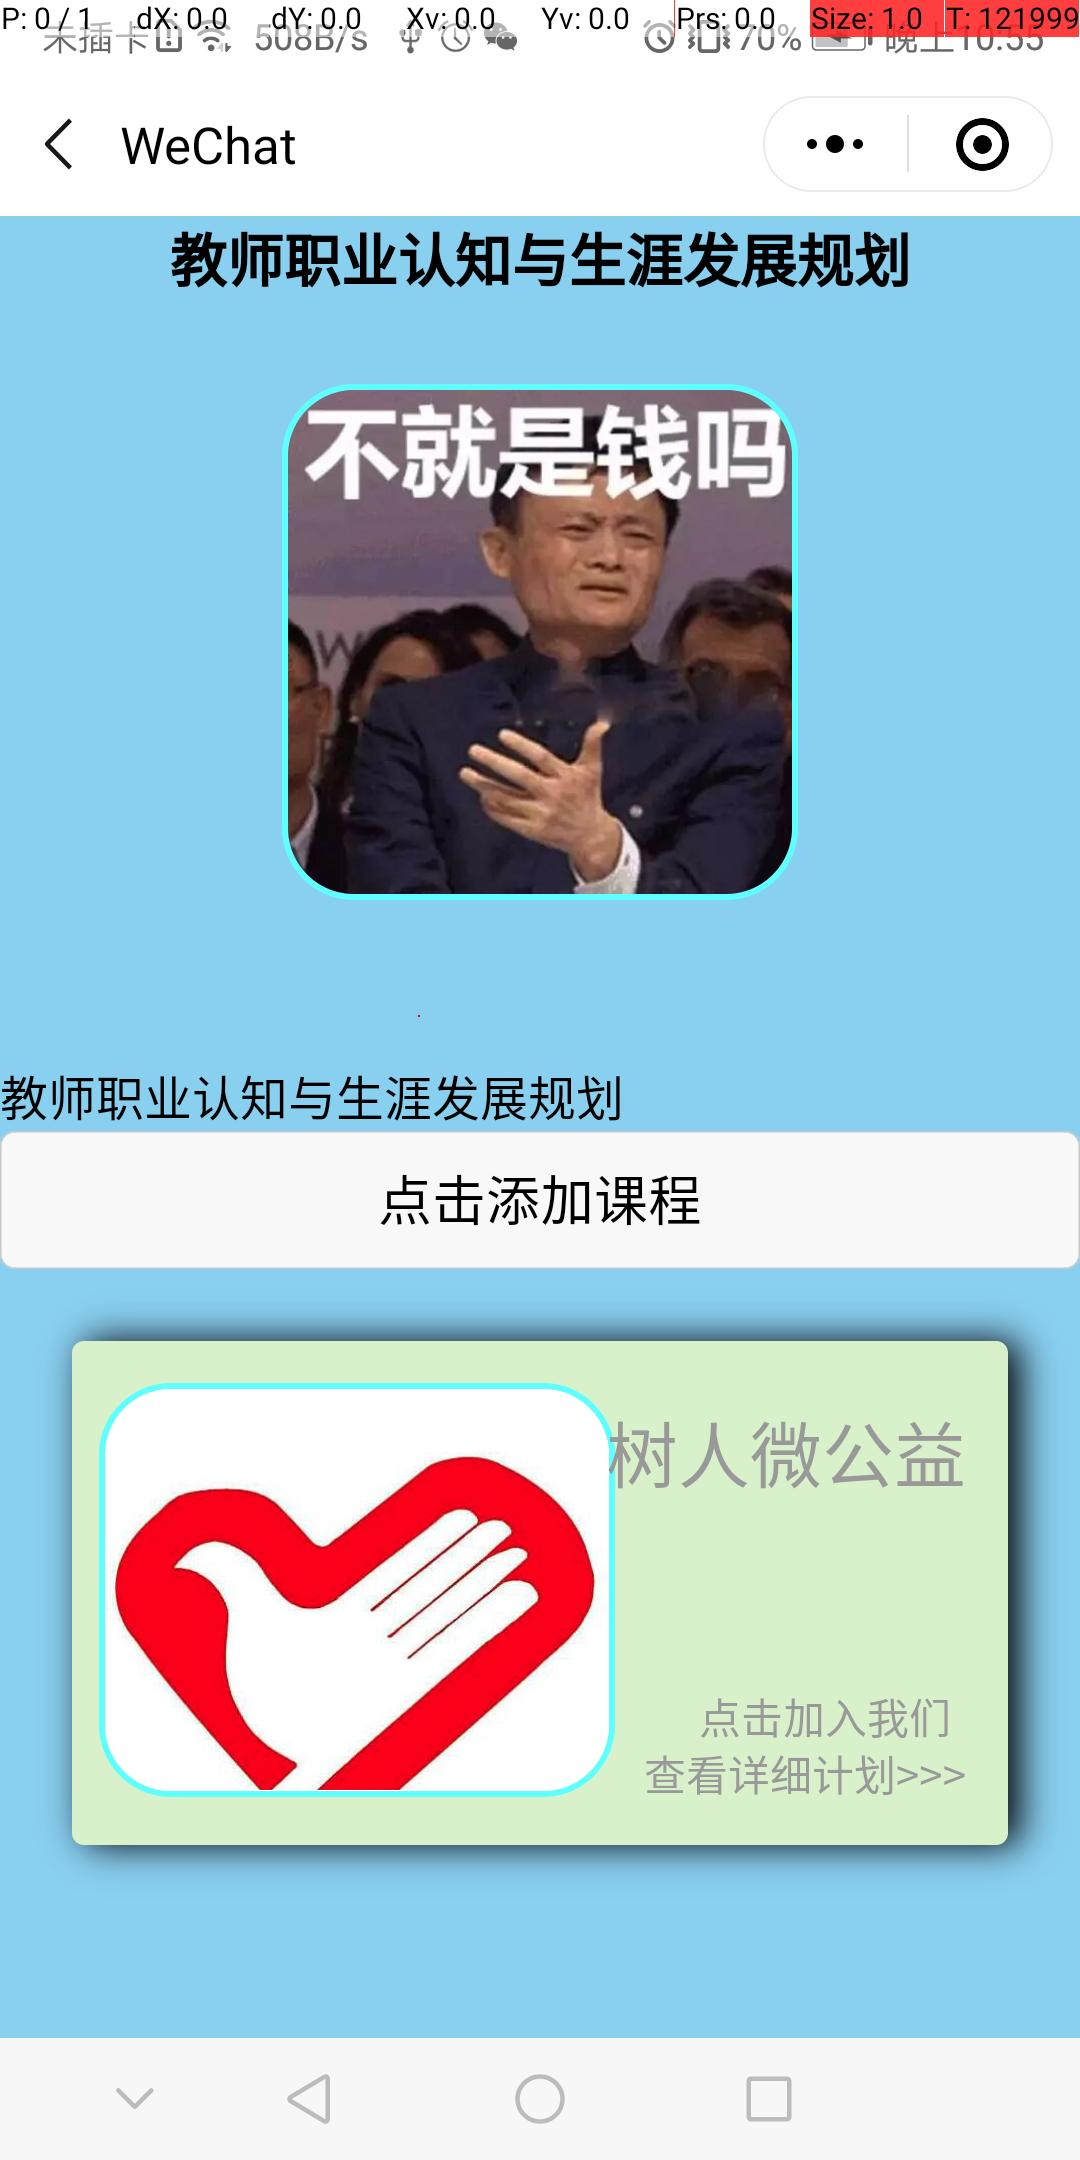 P: 0 / 1 dX: 0.0 dY: 0.0 Xv: 0.0 Yv: 0.0 Prs: 0.0 Size: 1.0 T: 121999
未插卡 508B/s 70% 晚上10:55
WeChat
教师职业认知与生涯发展规划
不就是钱吗
W
教师职业认知与生涯发展规划
点击添加课程
树人微公益
点击加入我们
查看详细计划>>>